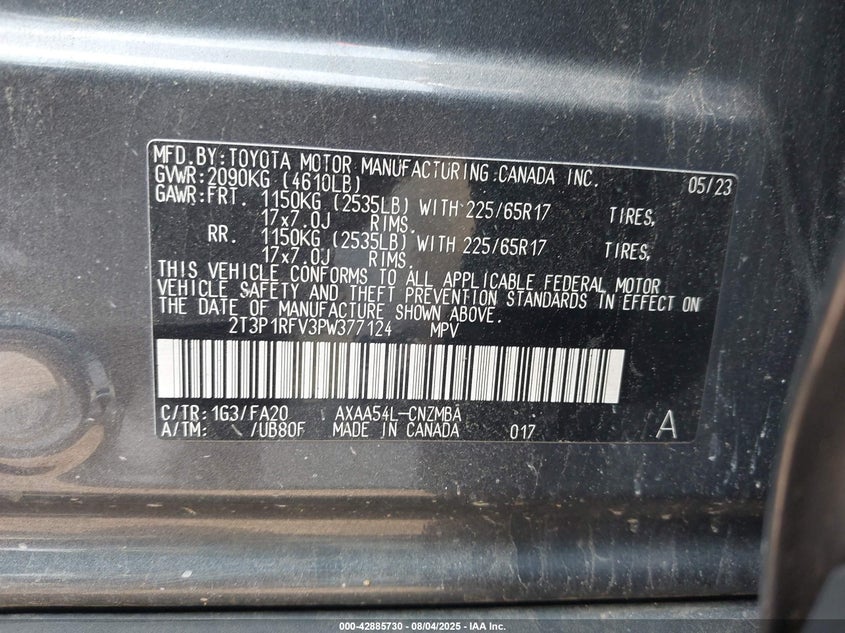 MFD.BY:TOYOTA MOTOR MANUFACTURING CANADA INC. 05/23
GVWR:2090KG (4610LB)
GAWR:FRT. 1150KG (2535LB) WITH 225/65R17 TIRES,
17x7.0J RIMS.
RR. 1150KG (2535LB) WITH 225/65R17 TIRES,
17x7.0J RIMS.
THIS VEHICLE CONFORMS TO ALL APPLICABLE FEDERAL MOTOR
VEHICLE SAFETY AND THEFT PREVENTION STANDARDS IN EFFECT ON
THE DATE OF MANUFACTURE SHOWN ABOVE.
2T3P1RFV3PW377124 MPV
C/TR: 1G3/FA20 AXAA54L-CNZMBA
A/TM: / /UB80F MADE IN CANADA 017 A
000-42885730 - 08/04/2025 - IAA Inc.